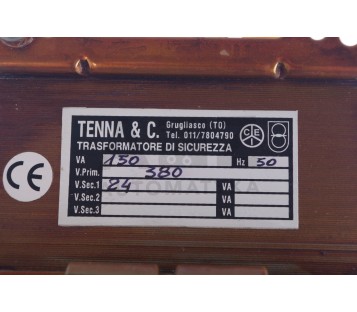 TENNA & C. Grugliasco (TO)
Tel. 011/7804790
CE
TRASFORMATORE DI SICUREZZA
VA 150 Hz 50
V.Prim. 380
V.Sec.1 24 VA
V.Sec.2 VA
V.Sec.3 VA
CE